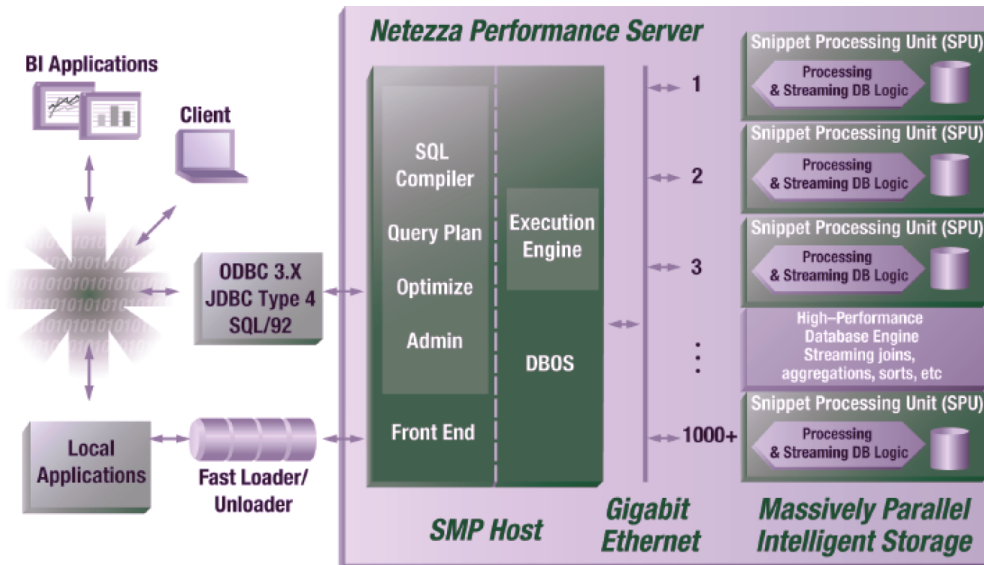 Netezza Performance Server
BI Applications
Client
ODBC 3.X
JDBC Type 4
SQL/92
Local
Applications
Fast Loader/
Unloader
SQL
Compiler
Query Plan
Optimize
Admin
Front End
Execution
Engine
DBOS
SMP Host
1
2
3
1000+
Gigabit
Ethernet
Snippet Processing Unit (SPU)
Processing
& Streaming DB Logic
Snippet Processing Unit (SPU)
Processing
& Streaming DB Logic
Snippet Processing Unit (SPU)
Processing
& Streaming DB Logic
High–Performance
Database Engine
Streaming joins,
aggregations, sorts, etc
Snippet Processing Unit (SPU)
Processing
& Streaming DB Logic
Massively Parallel
Intelligent Storage